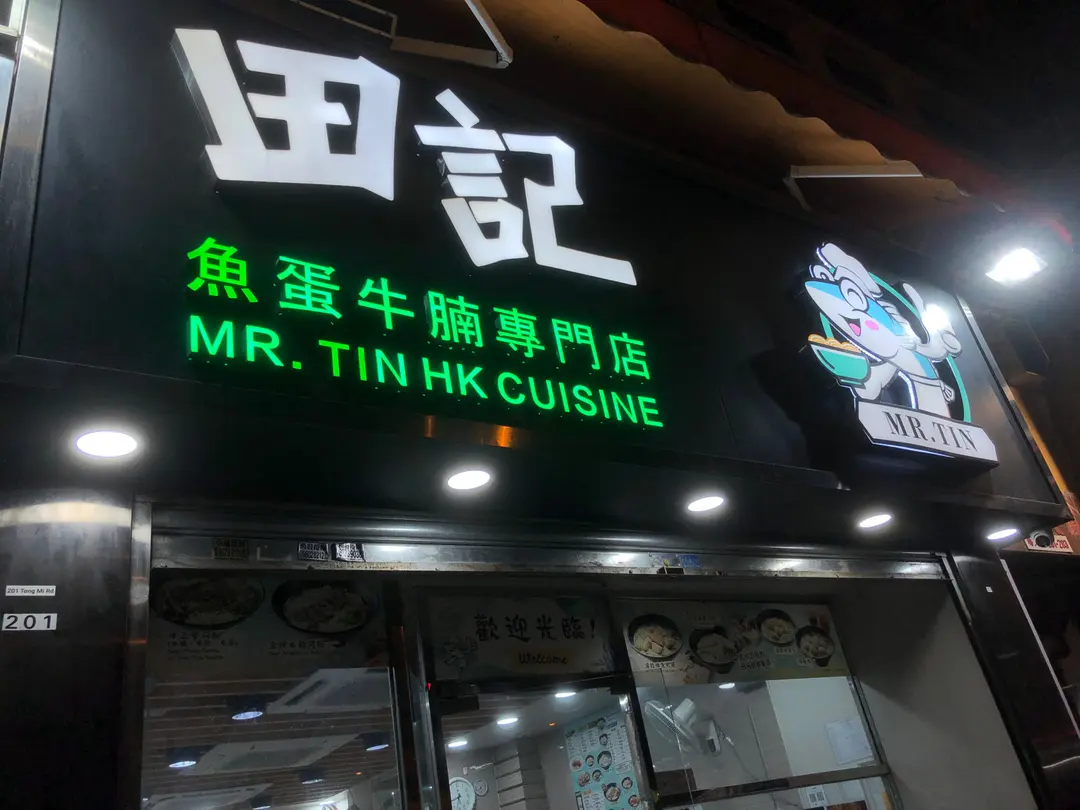 田記
魚蛋牛腩專門店
MR. TIN HK CUISINE
MR.TIN
201 Tong Mi Rd
201
歡迎光臨!
Welcome